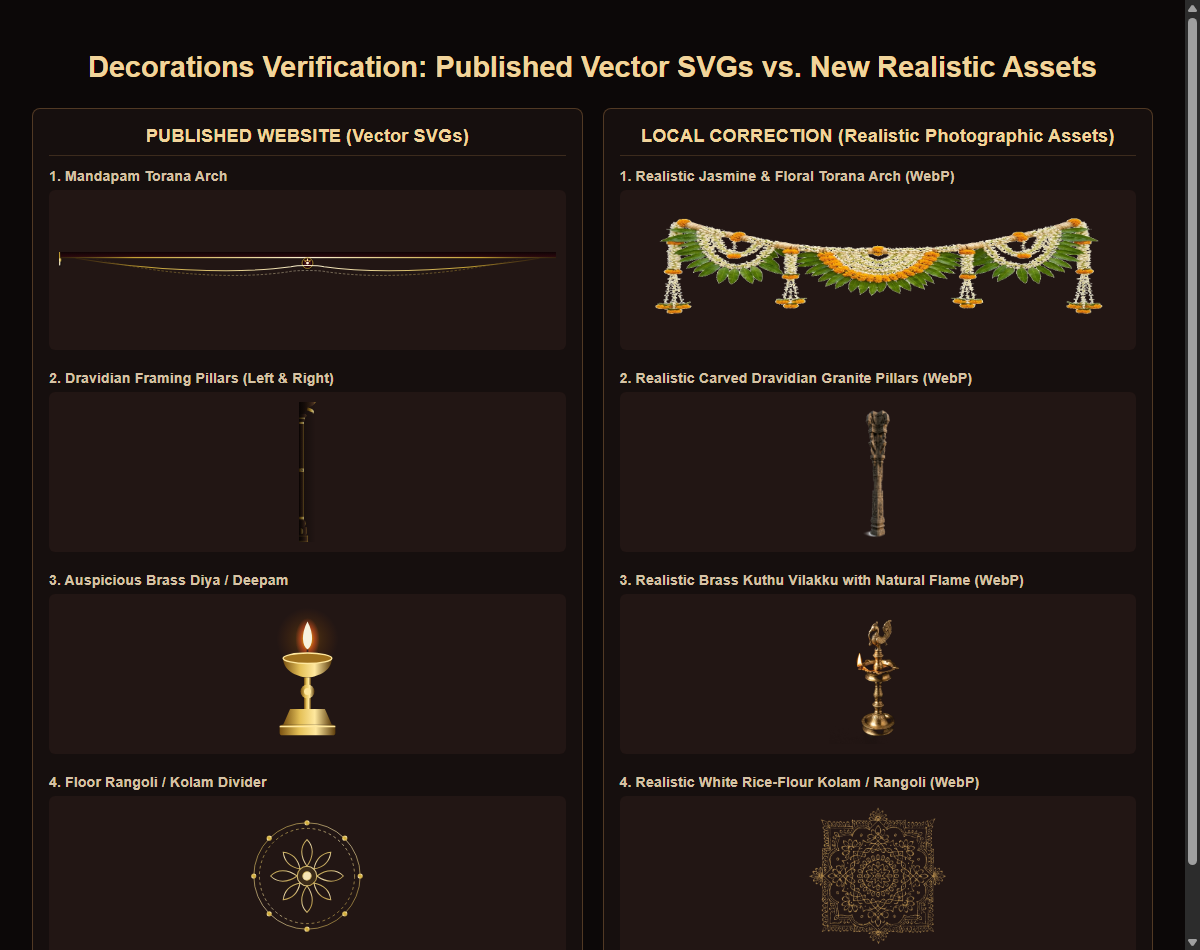 Decorations Verification: Published Vector SVGs vs. New Realistic Assets
PUBLISHED WEBSITE (Vector SVGs)
1. Mandapam Torana Arch
2. Dravidian Framing Pillars (Left & Right)
3. Auspicious Brass Diya / Deepam
4. Floor Rangoli / Kolam Divider
LOCAL CORRECTION (Realistic Photographic Assets)
1. Realistic Jasmine & Floral Torana Arch (WebP)
2. Realistic Carved Dravidian Granite Pillars (WebP)
3. Realistic Brass Kuthu Vilakku with Natural Flame (WebP)
4. Realistic White Rice-Flour Kolam / Rangoli (WebP)